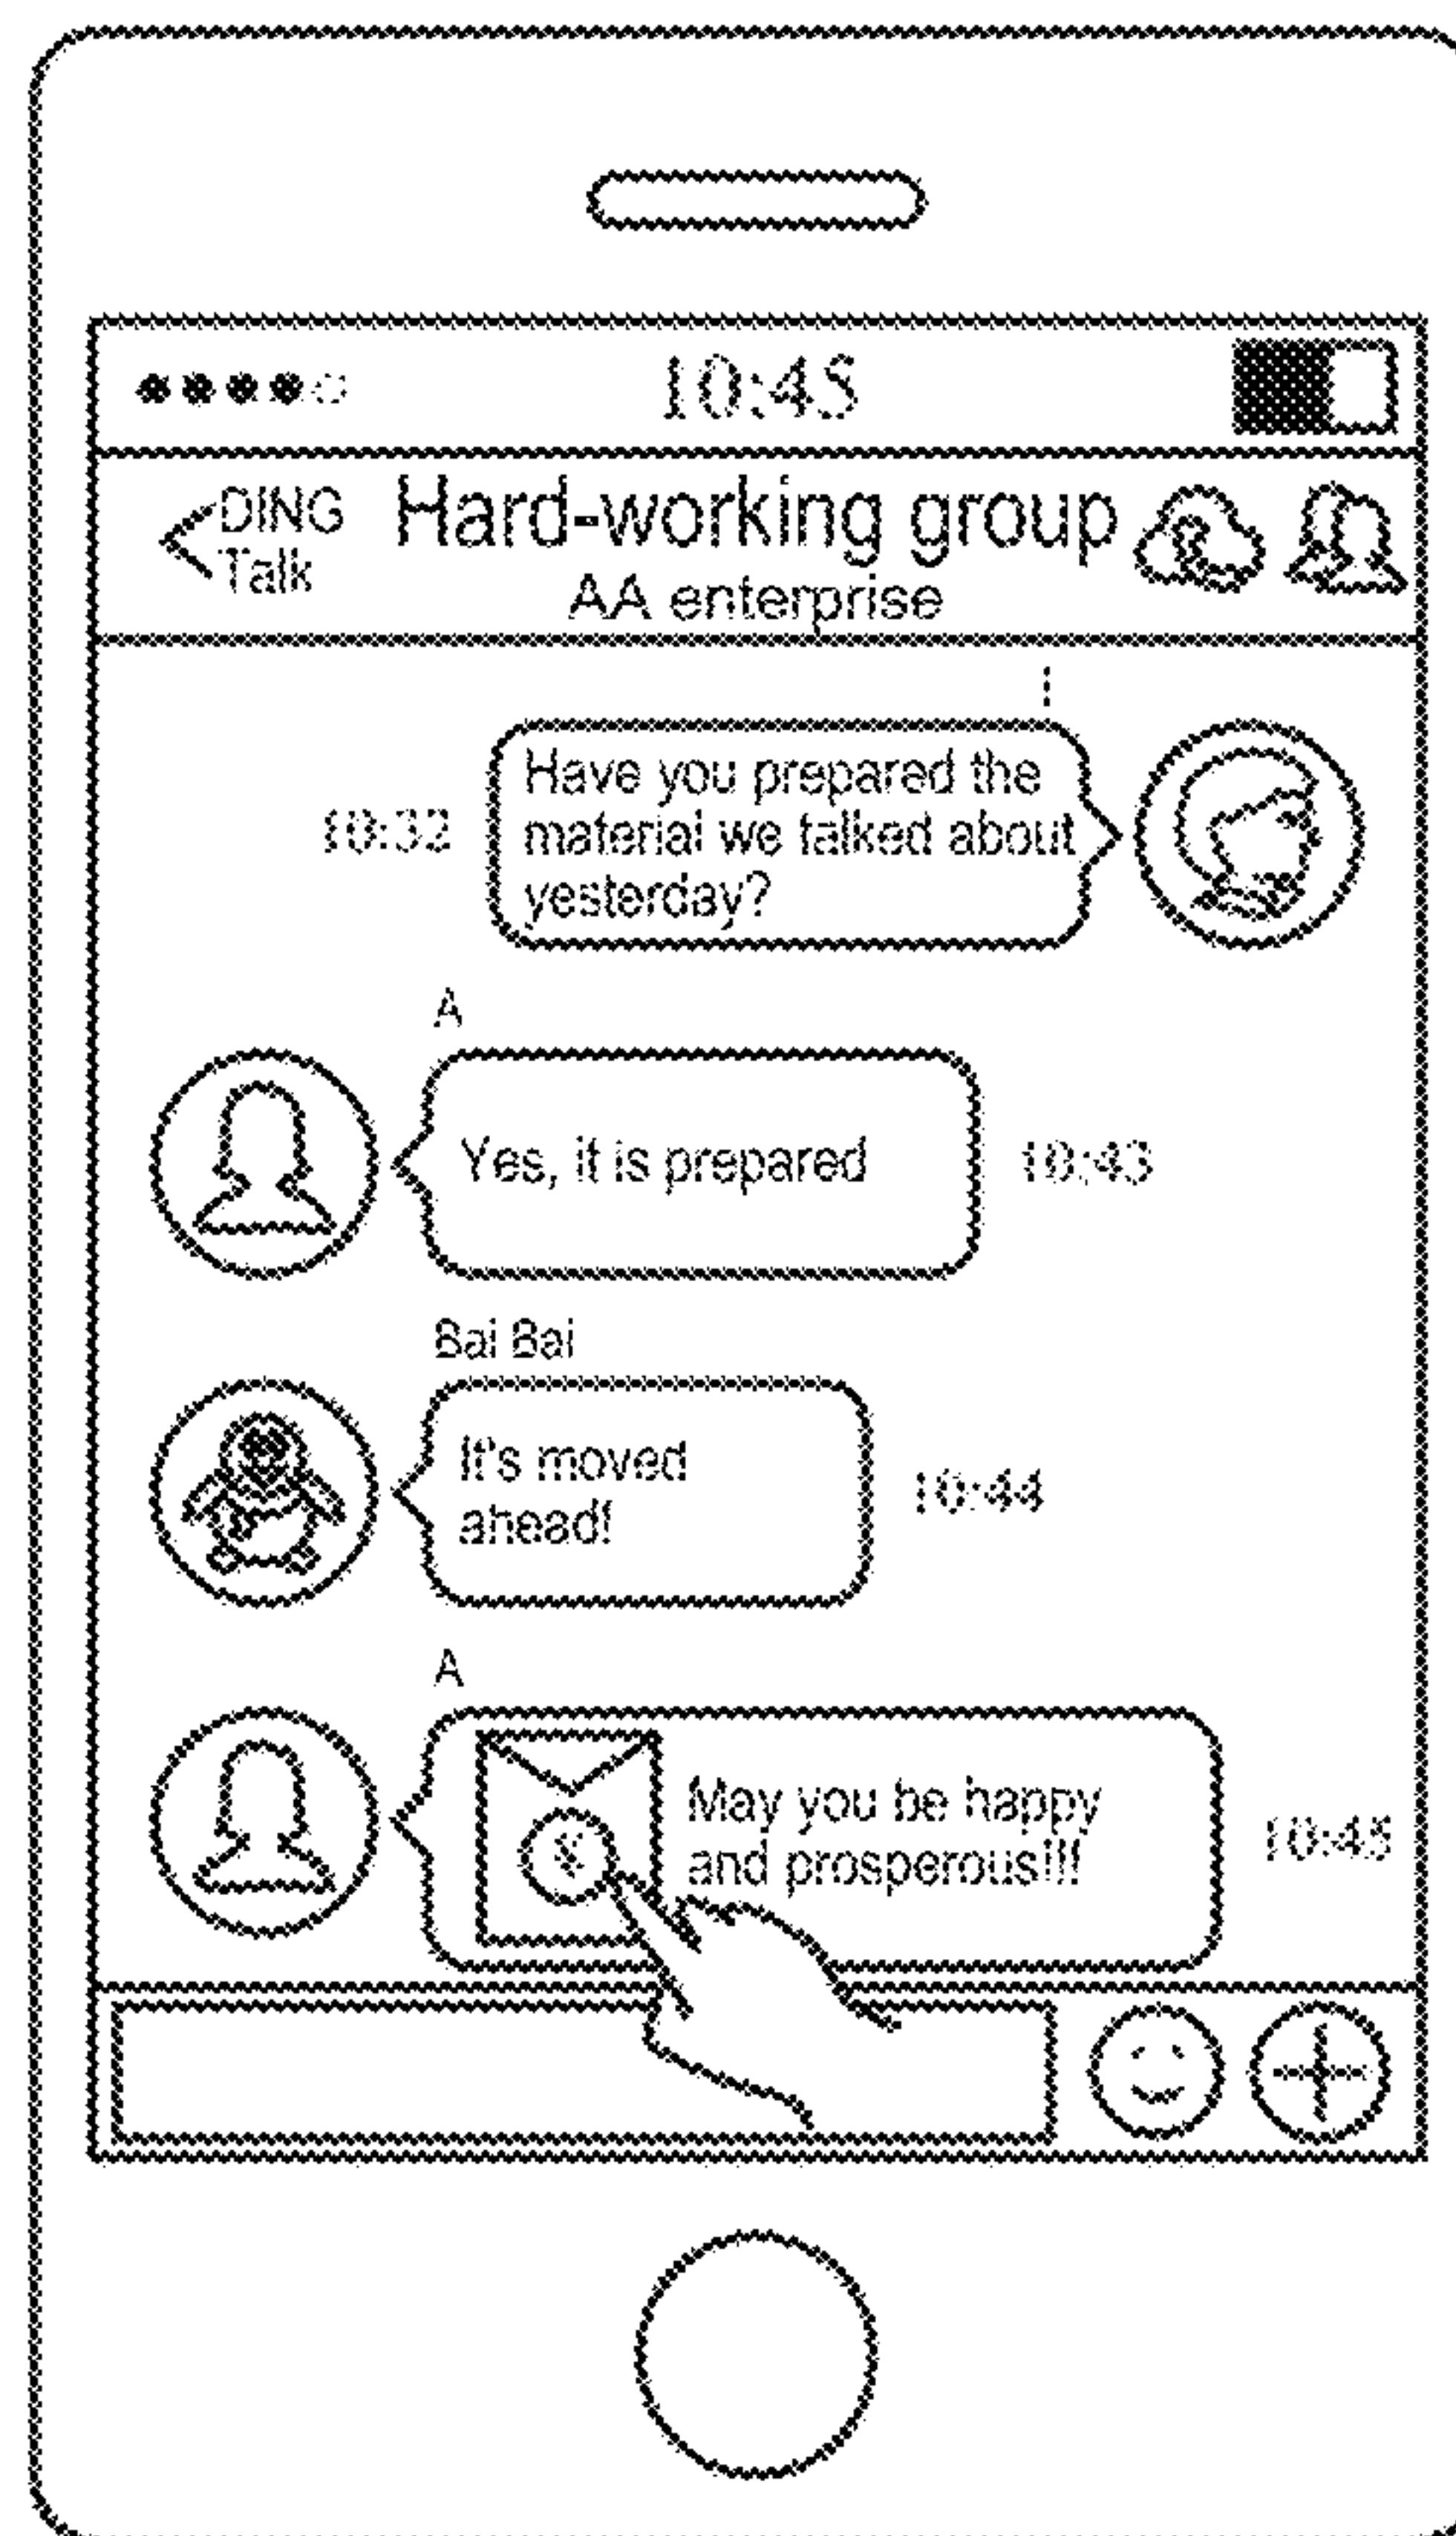 10:45
DING
Talk
Hard-working group
AA enterprise
Have you prepared the
material we talked about
yesterday?
10:32
A
Yes, it is prepared
10:43
Bai Bai
It's moved
ahead!
10:44
A
¥
May you be happy
and prosperous!!!
10:45